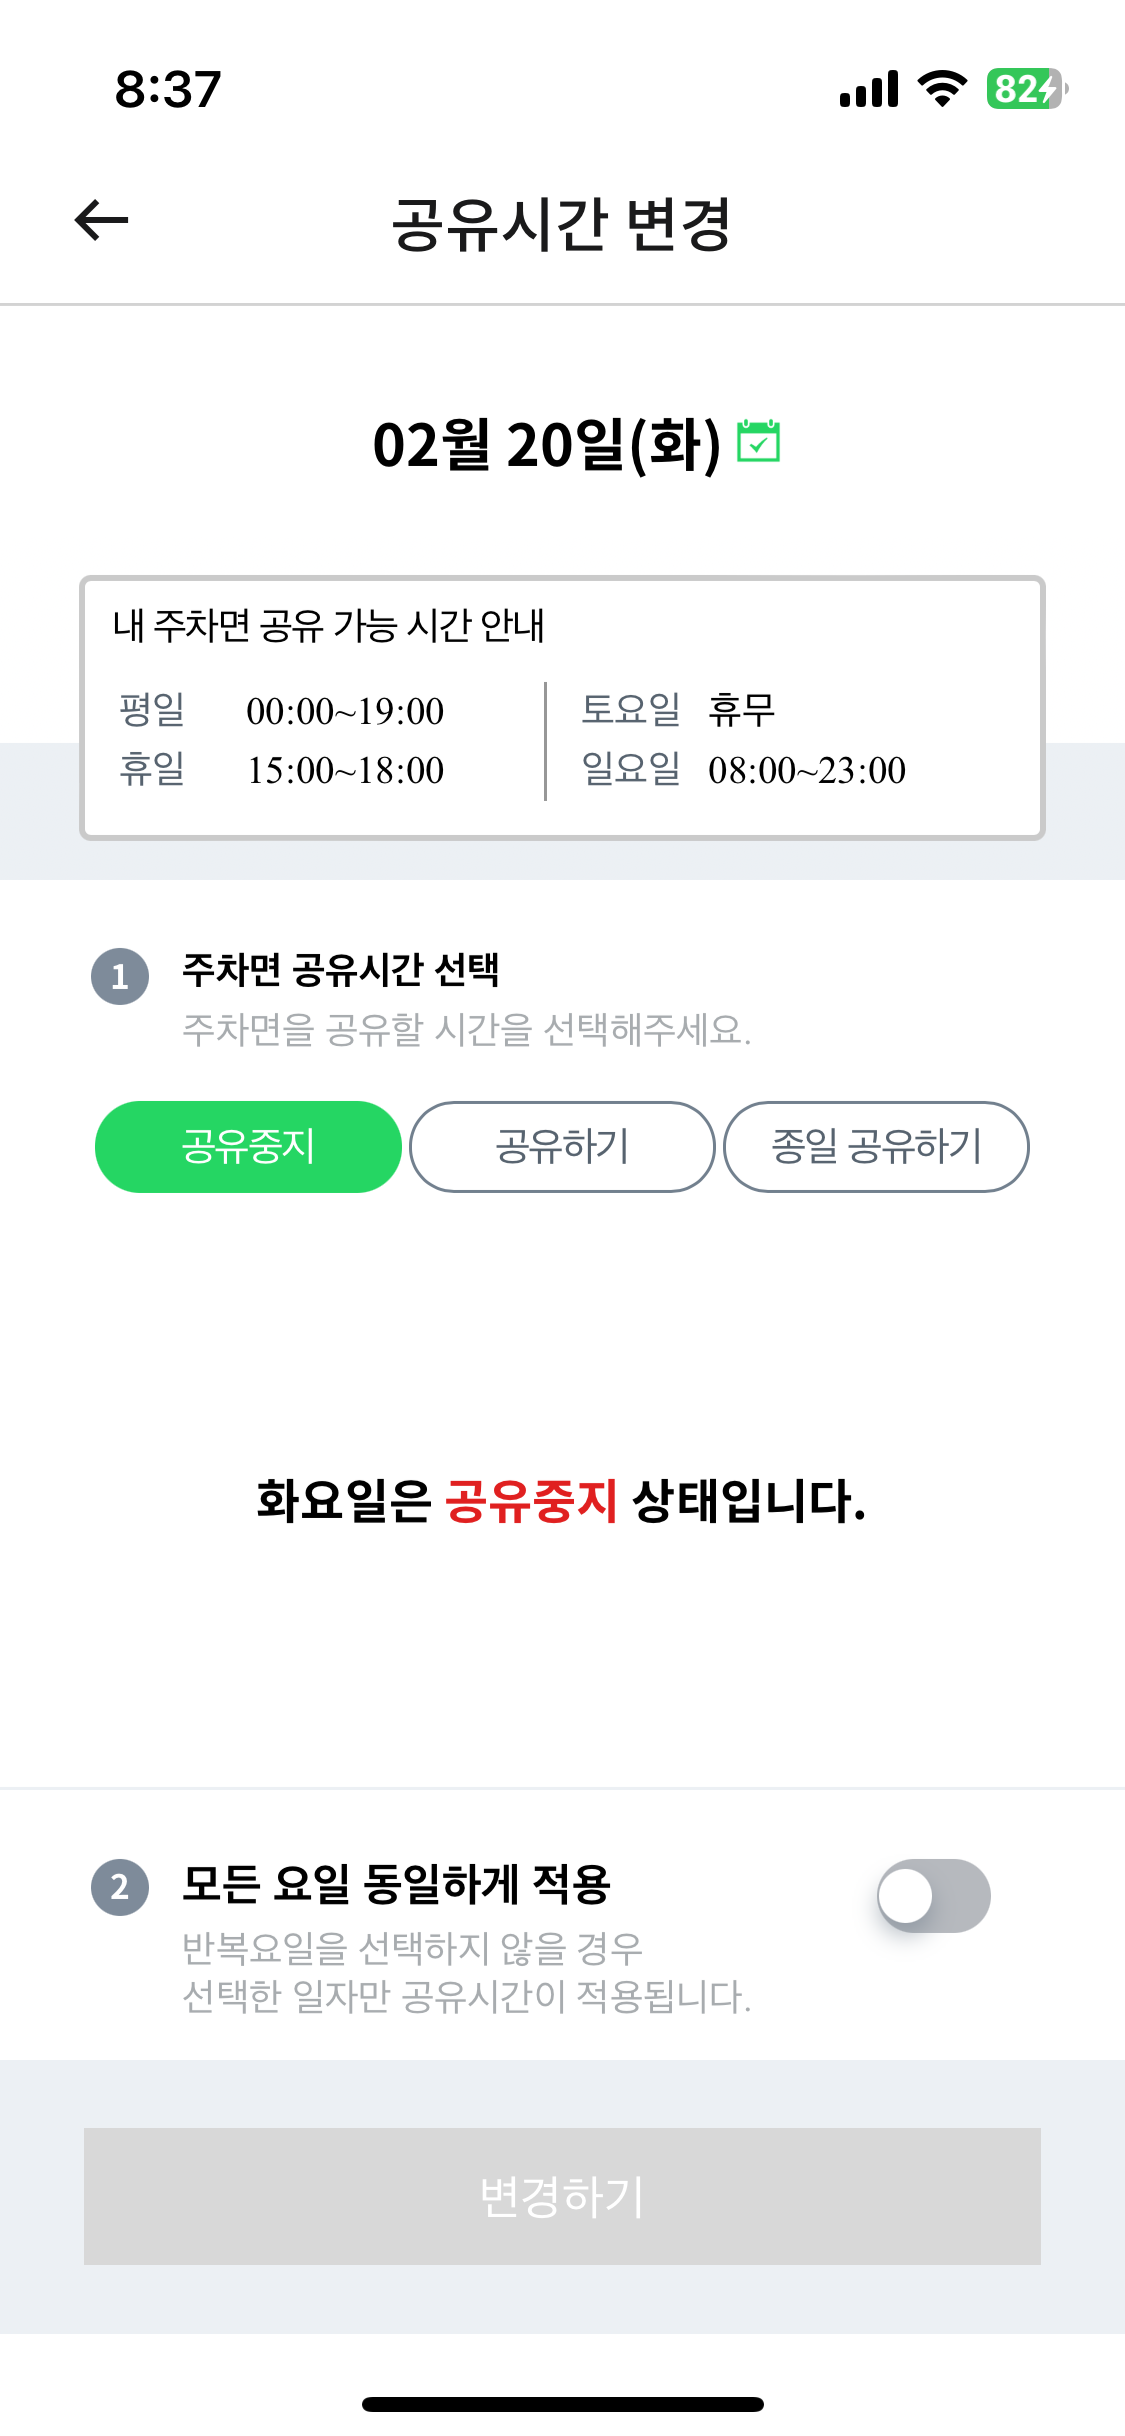 8:37
82
공유시간 변경
02월 20일(화)
내 주차면 공유 가능 시간 안내
평일 00:00~19:00 토요일 휴무
휴일 15:00~18:00 일요일 08:00~23:00
1 주차면 공유시간 선택
주차면을 공유할 시간을 선택해주세요.
공유중지 공유하기 종일 공유하기
화요일은 공유중지 상태입니다.
2 모든 요일 동일하게 적용
반복요일을 선택하지 않을 경우
선택한 일자만 공유시간이 적용됩니다.
변경하기